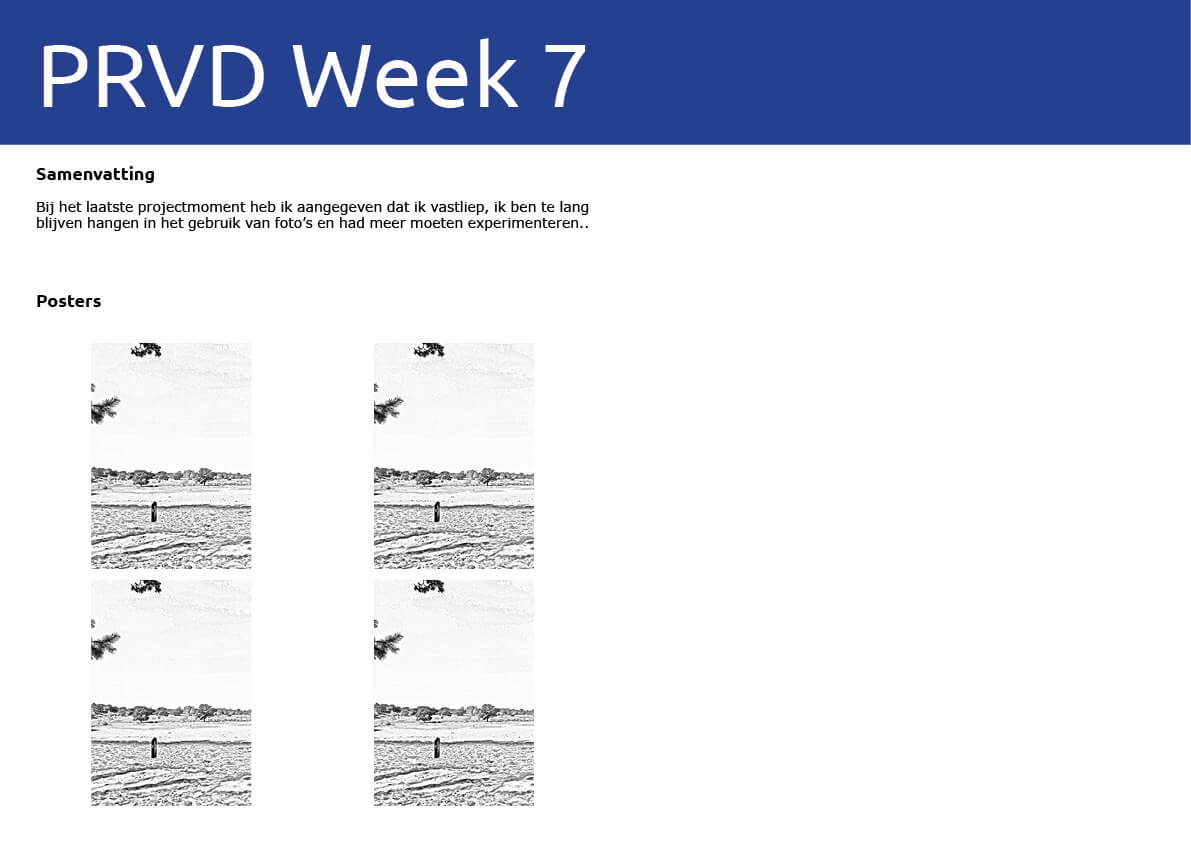 PRVD Week 7
Samenvatting
Bij het laatste projectmoment heb ik aangegeven dat ik vastliep, ik ben te lang
blijven hangen in het gebruik van foto’s en had meer moeten experimenteren..
Posters